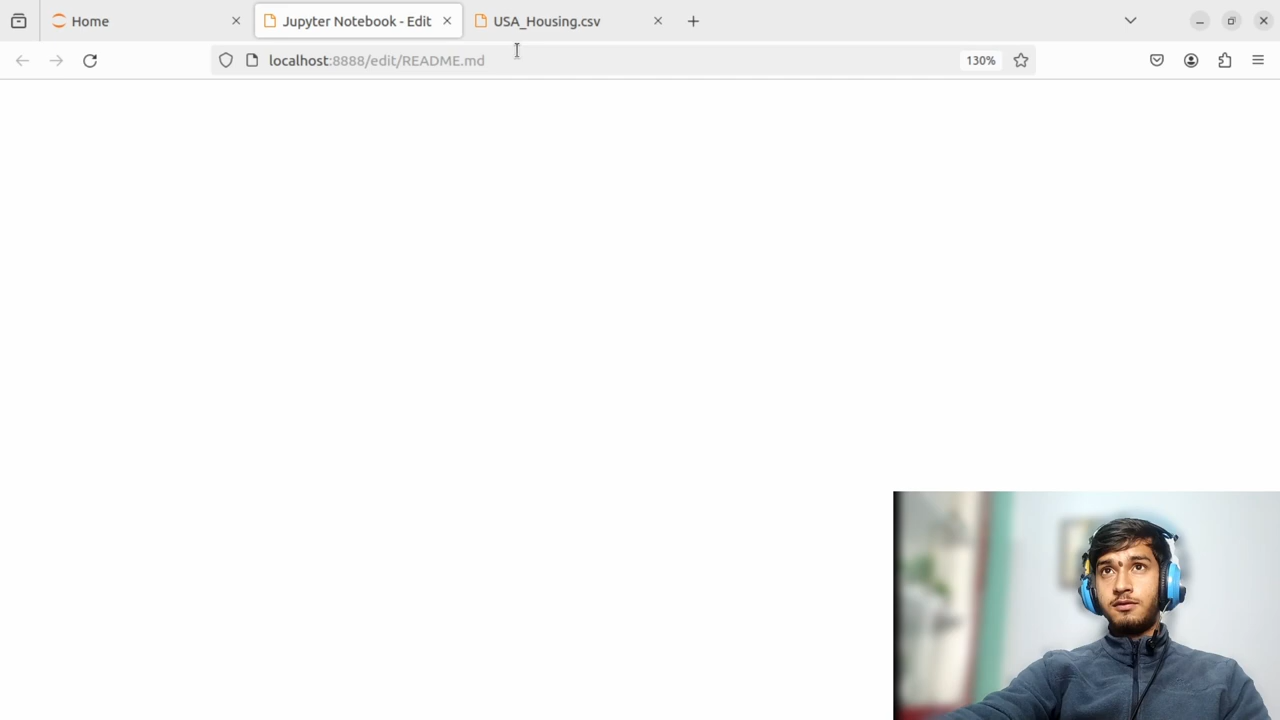 Home
Jupyter Notebook - Edit
USA_Housing.csv
localhost:8888/edit/README.md
130%